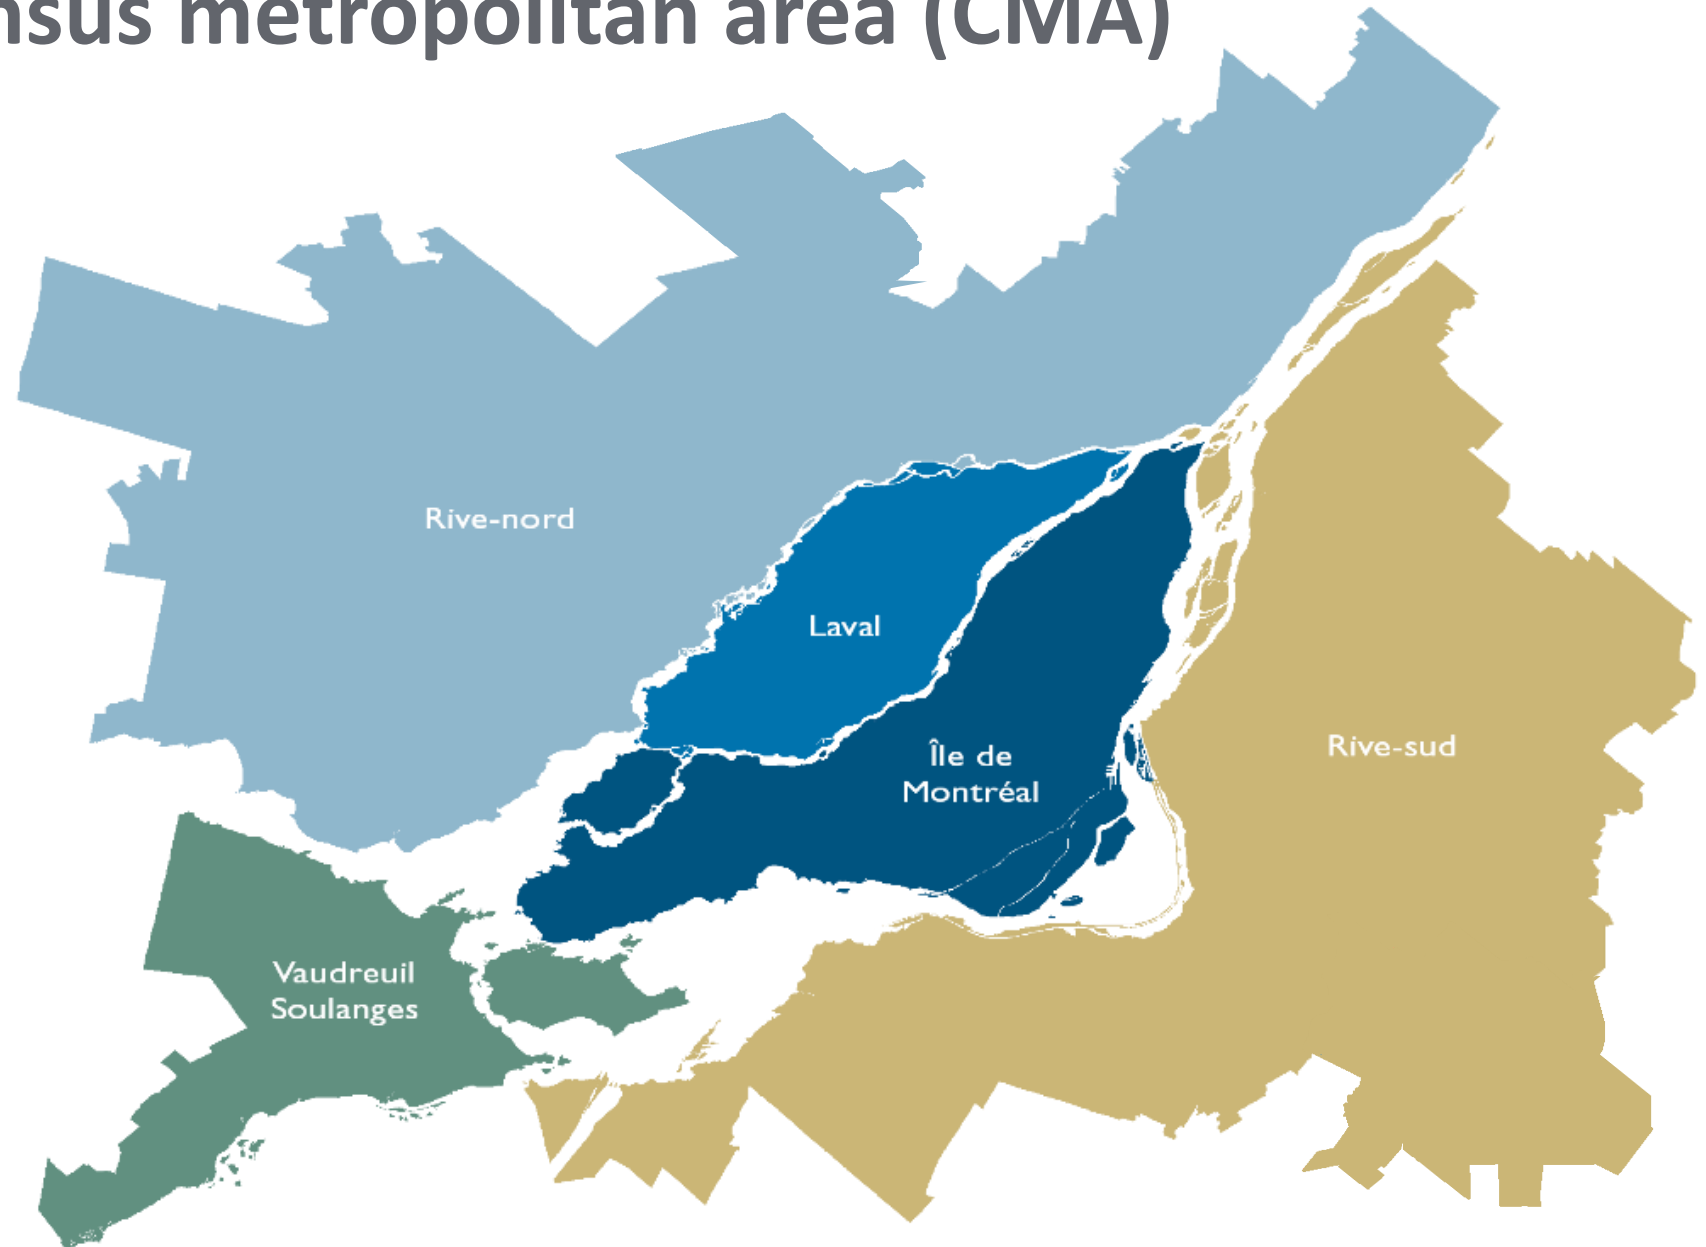 nsus metropolitan area (CMA)
Rive-nord
Laval
Île de
Montréal
Rive-sud
Vaudreuil
Soulanges